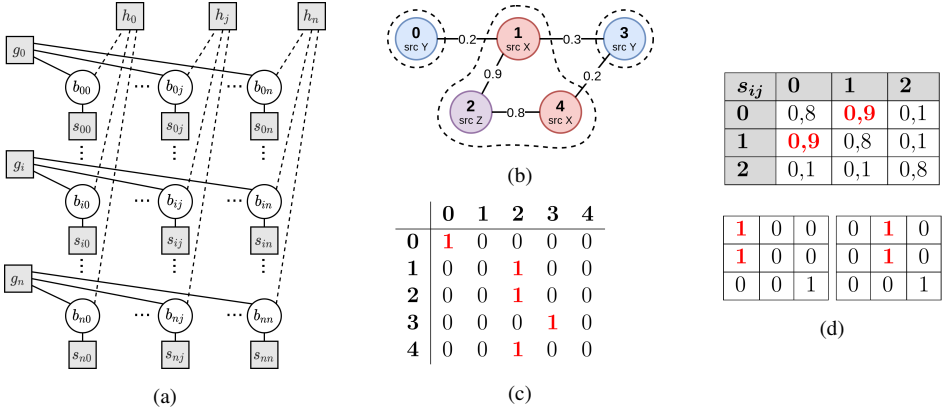 h₀ hⱼ hₙ
g₀
b₀₀ ··· b₀ⱼ ··· b₀ₙ
s₀₀ s₀ⱼ s₀ₙ
⋮ ⋮
gᵢ
bᵢ₀ ··· bᵢⱼ ··· bᵢₙ
sᵢ₀ sᵢⱼ sᵢₙ
⋮ ⋮
gₙ
bₙ₀ ··· bₙⱼ ··· bₙₙ
sₙ₀ sₙⱼ sₙₙ
(a)
0 src Y 0.2 1 src X 0.3 3 src Y
0.9 0.2
2 src Z 0.8 4 src X
(b)
0 1 2 3 4
0 1 0 0 0 0
1 0 0 1 0 0
2 0 0 1 0 0
3 0 0 0 1 0
4 0 0 1 0 0
(c)
sᵢⱼ 0 1 2
0 0,8 0,9 0,1
1 0,9 0,8 0,1
2 0,1 0,1 0,8
1 0 0 0 1 0
1 0 0 0 1 0
0 0 1 0 0 1
(d)